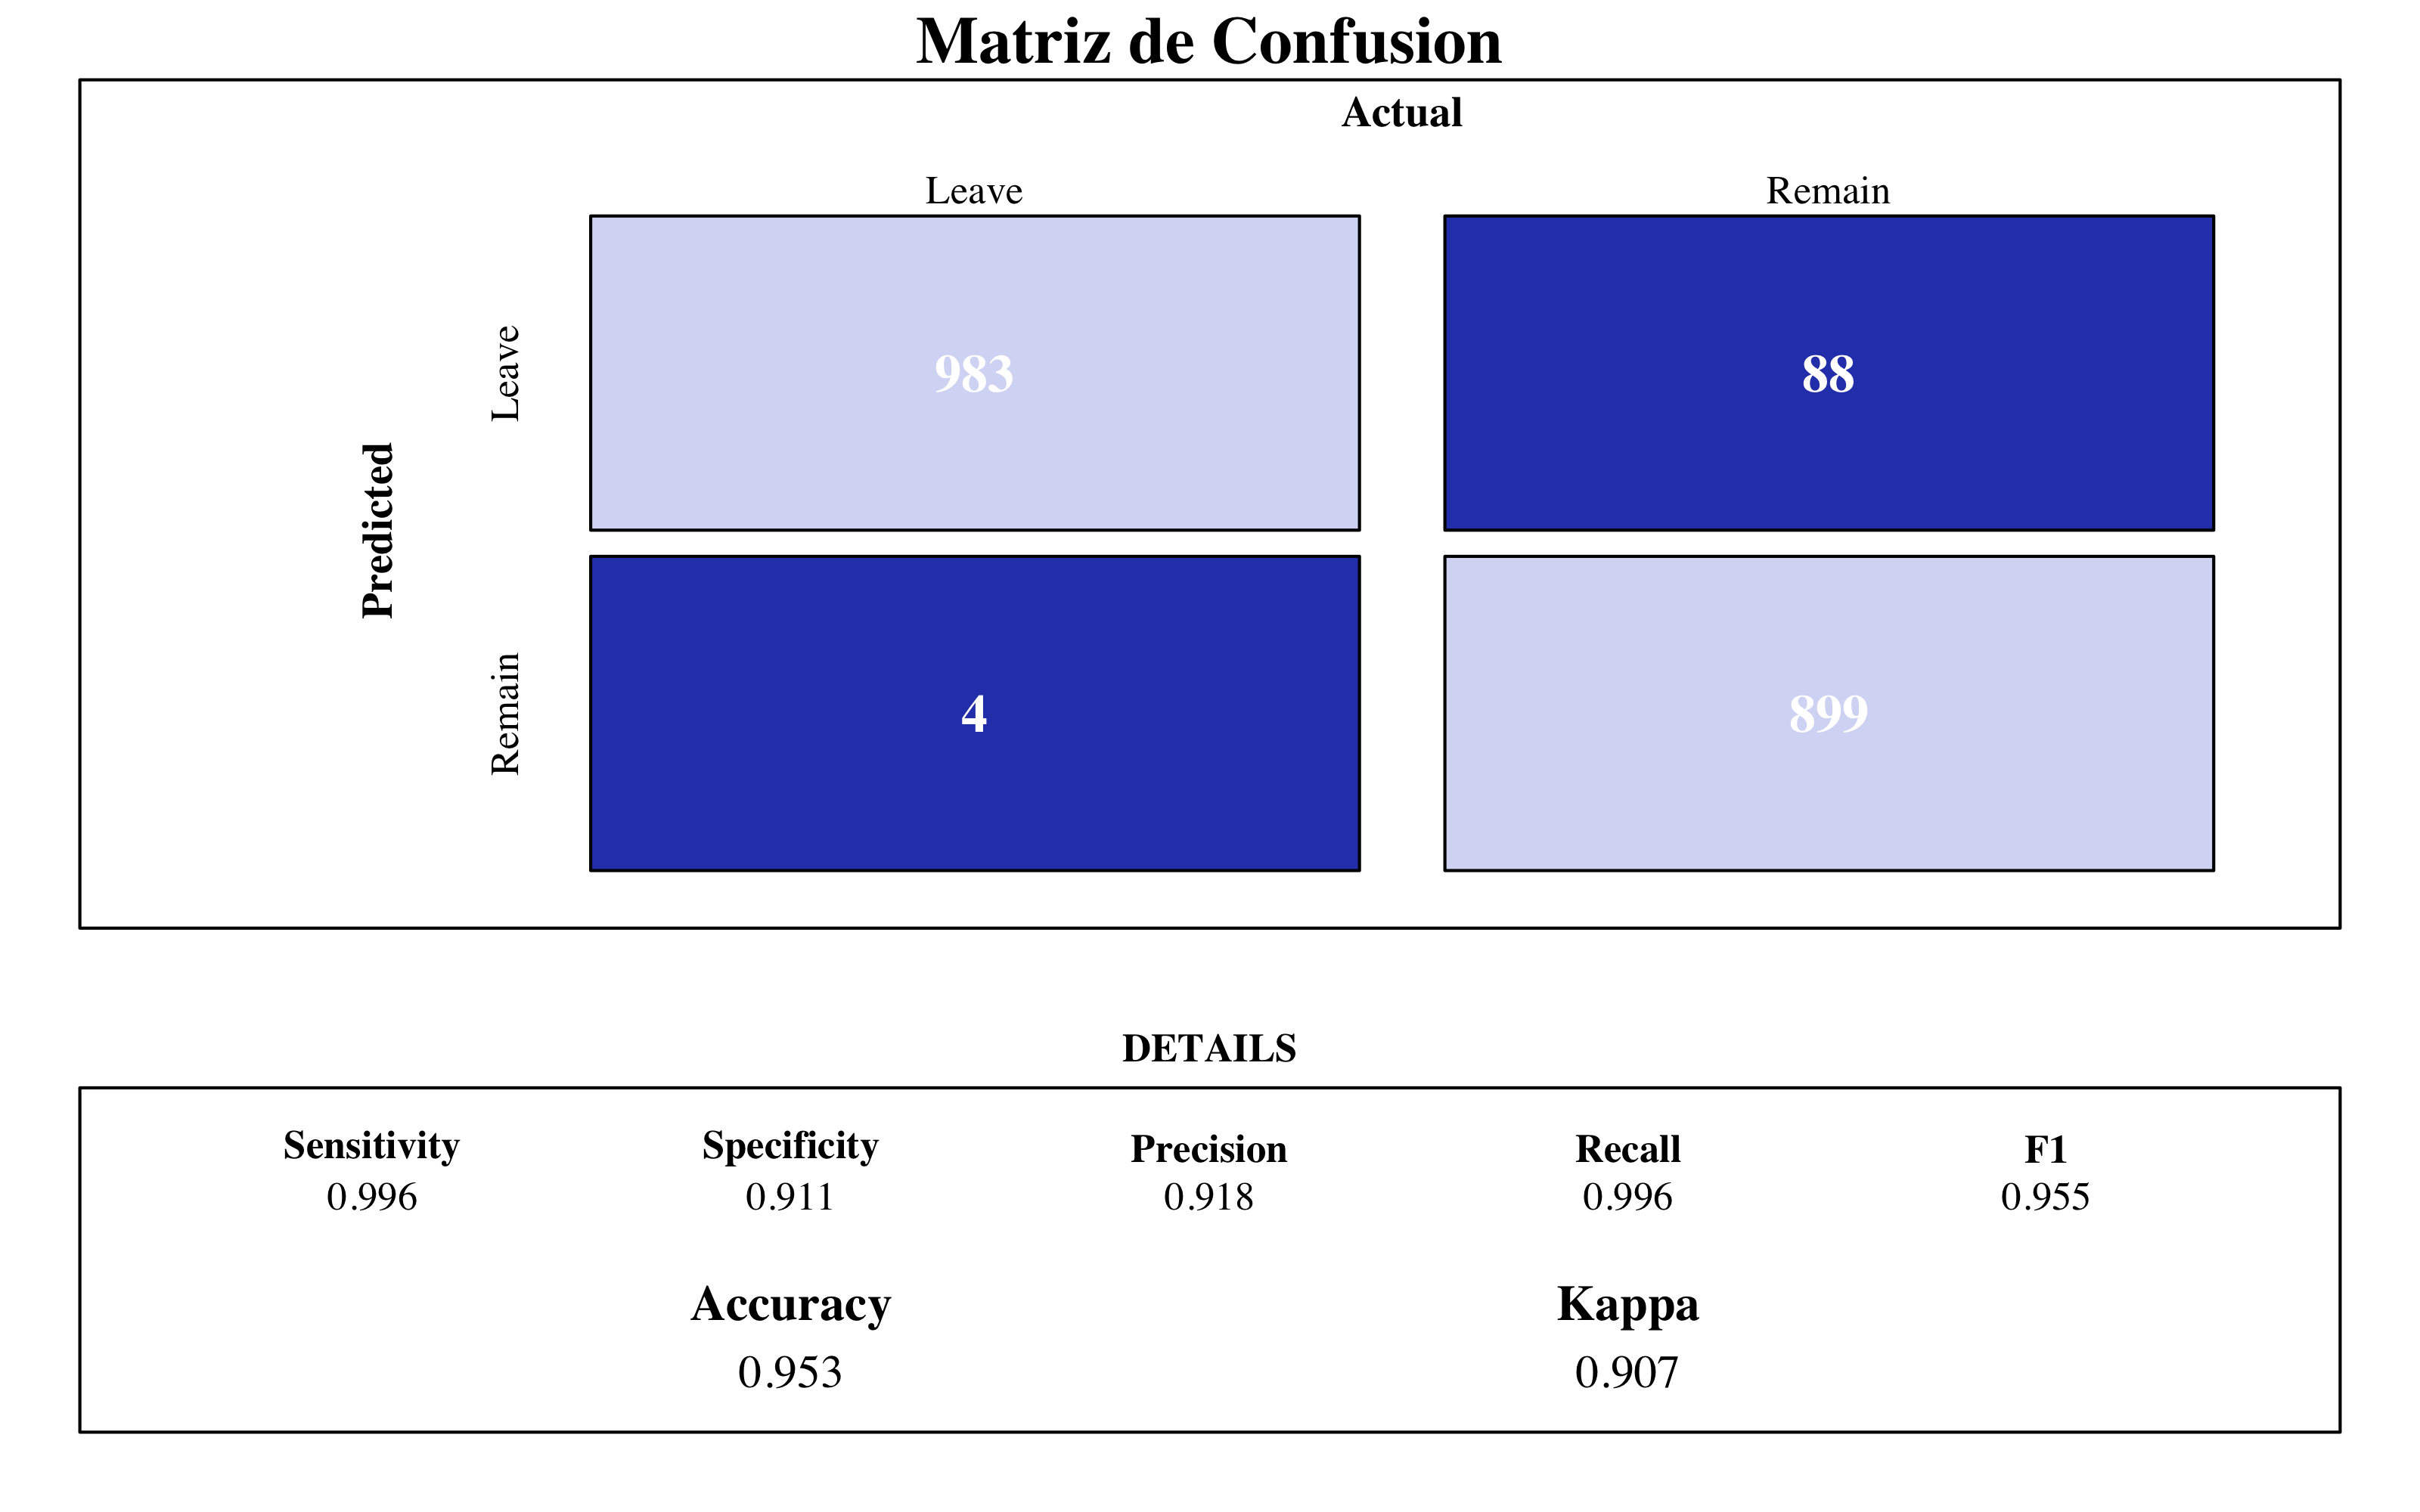 Matriz de Confusion
Actual
Leave Remain
Predicted
Leave 983 88
Remain 4 899
DETAILS
Sensitivity Specificity Precision Recall F1
0.996 0.911 0.918 0.996 0.955
Accuracy Kappa
0.953 0.907